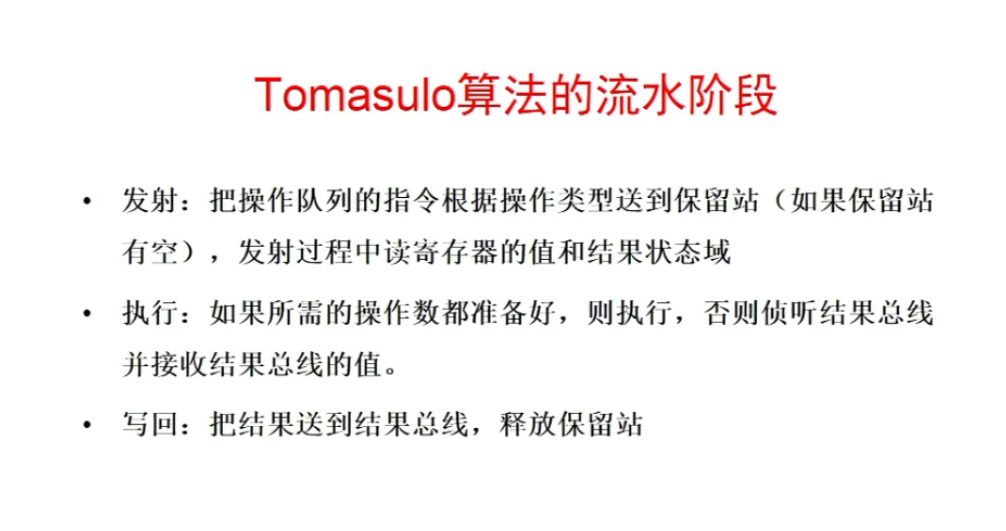 Tomasulo算法的流水阶段
• 发射：把操作队列的指令根据操作类型送到保留站（如果保留站
有空），发射过程中读寄存器的值和结果状态域
• 执行：如果所需的操作数都准备好，则执行，否则侦听结果总线
并接收结果总线的值。
• 写回：把结果送到结果总线，释放保留站